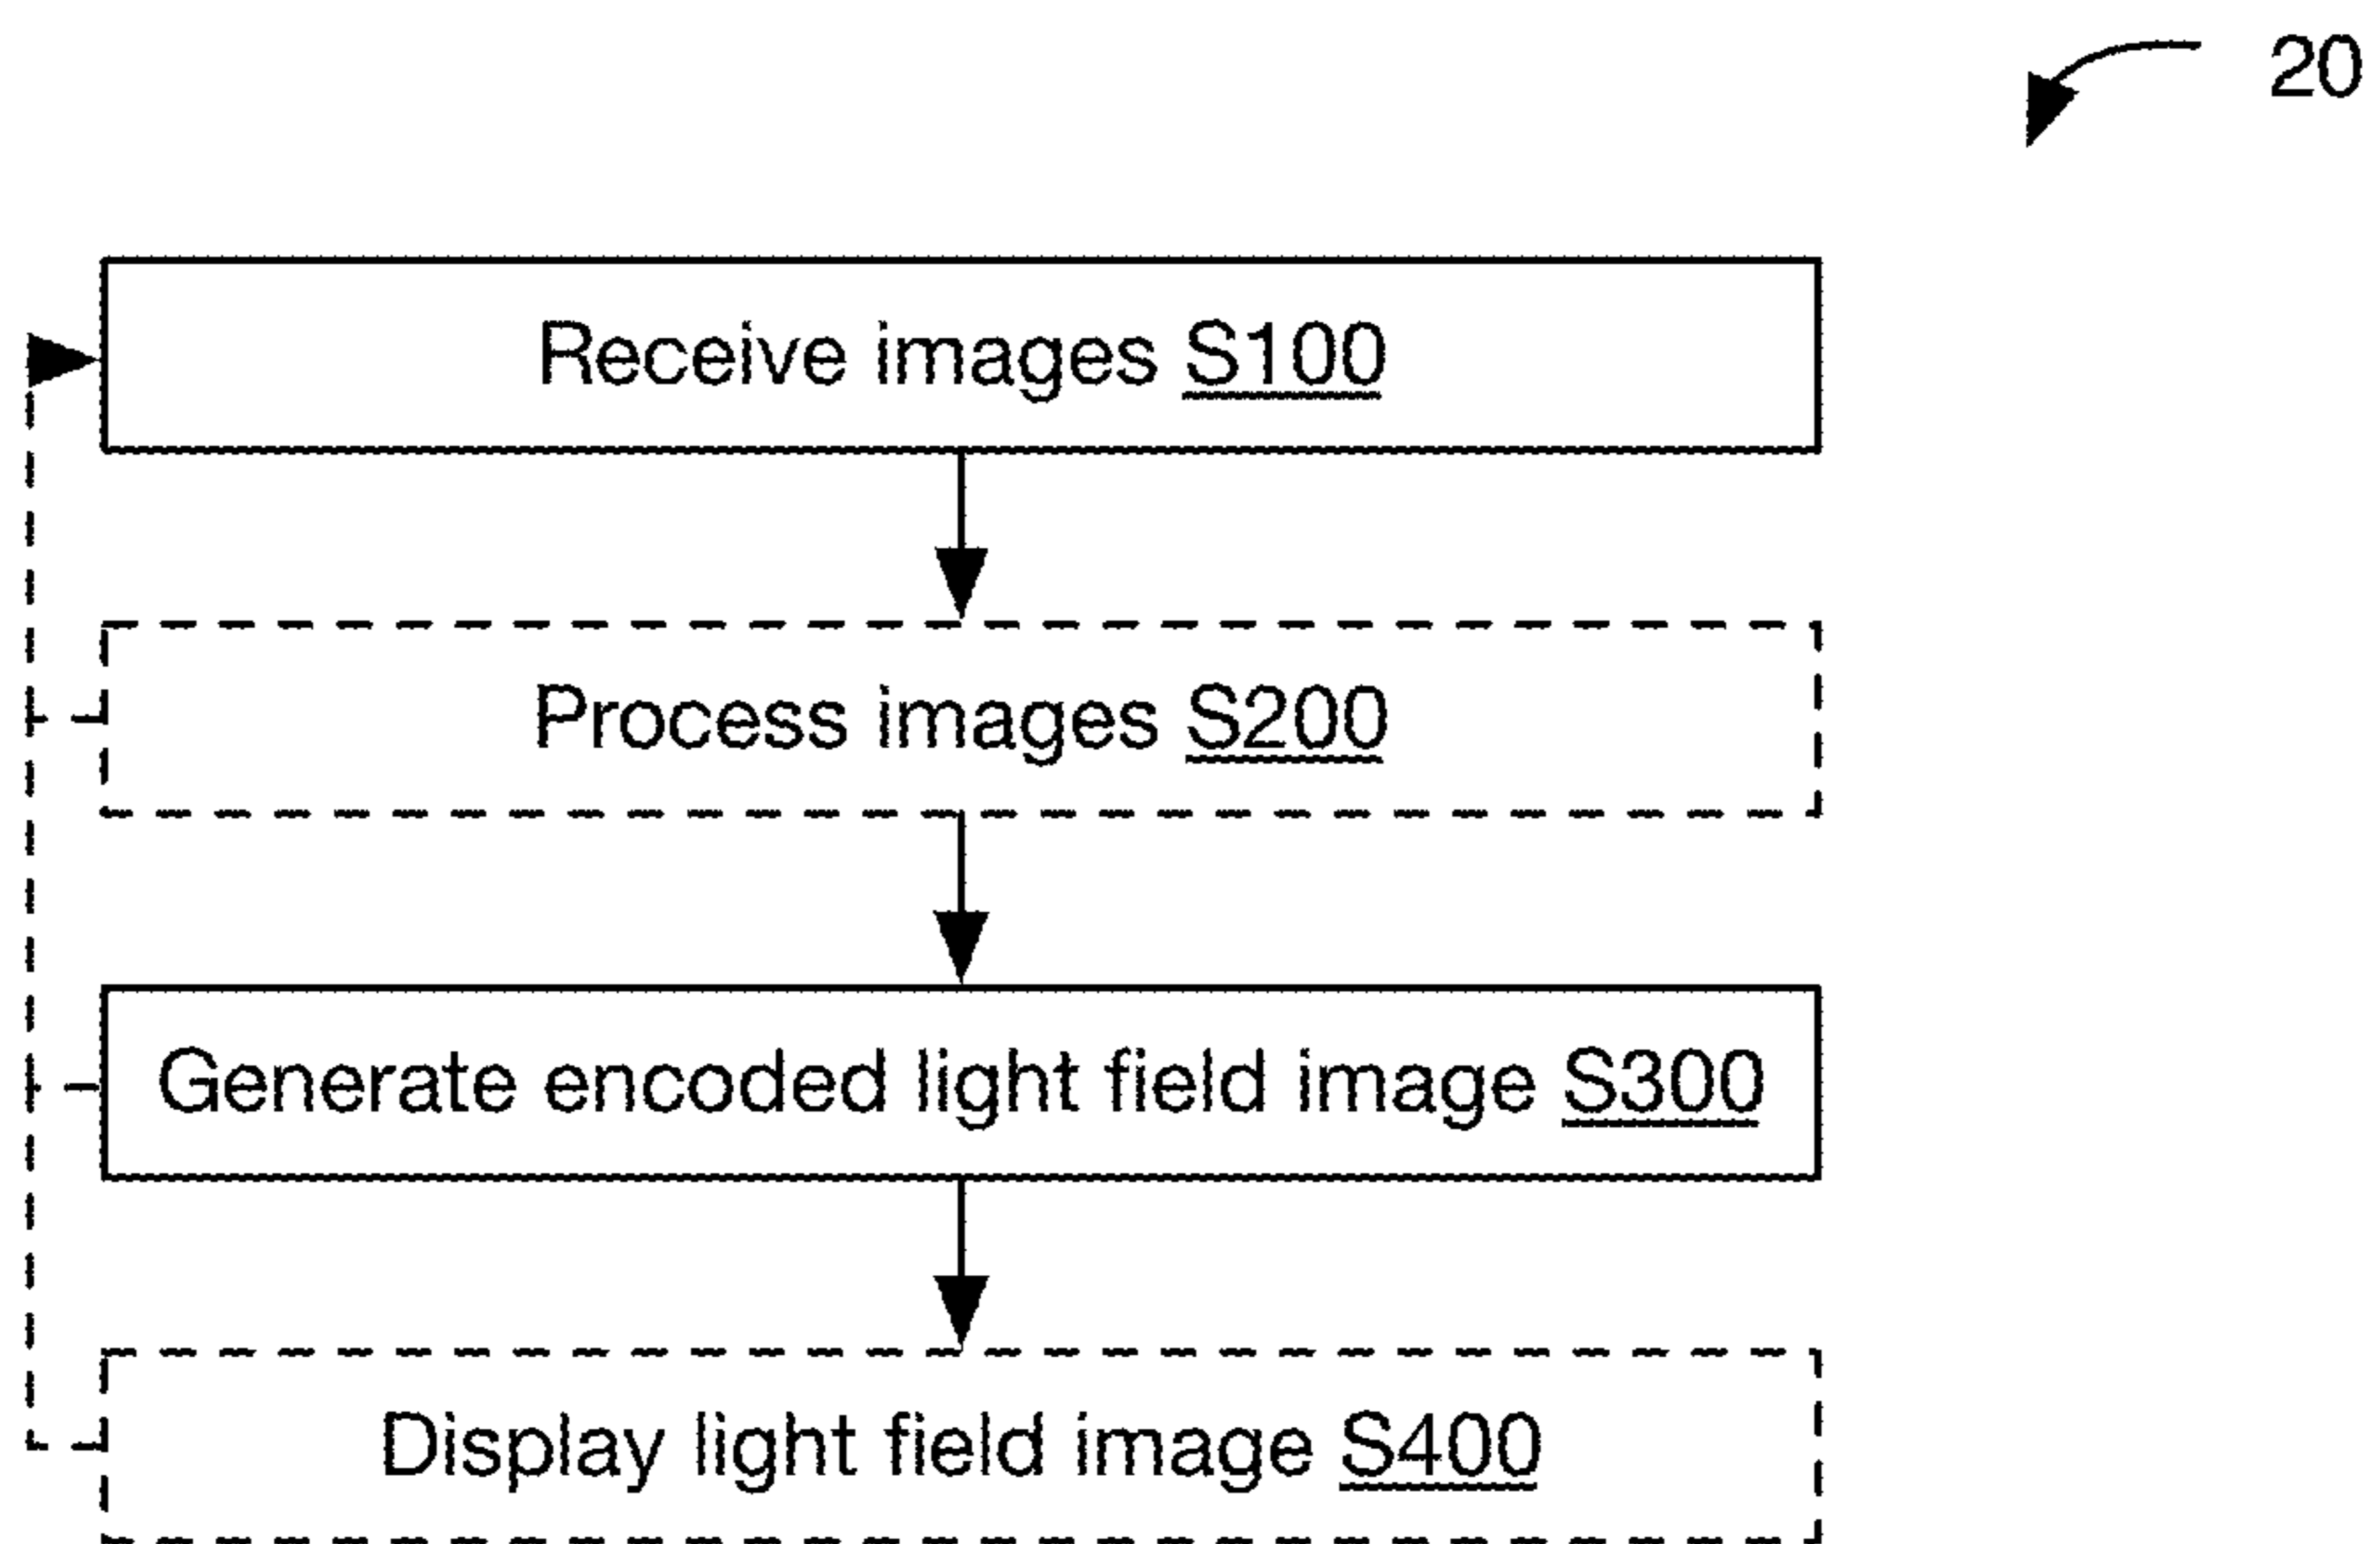 20
Receive images S100
Process images S200
Generate encoded light field image S300
Display light field image S400